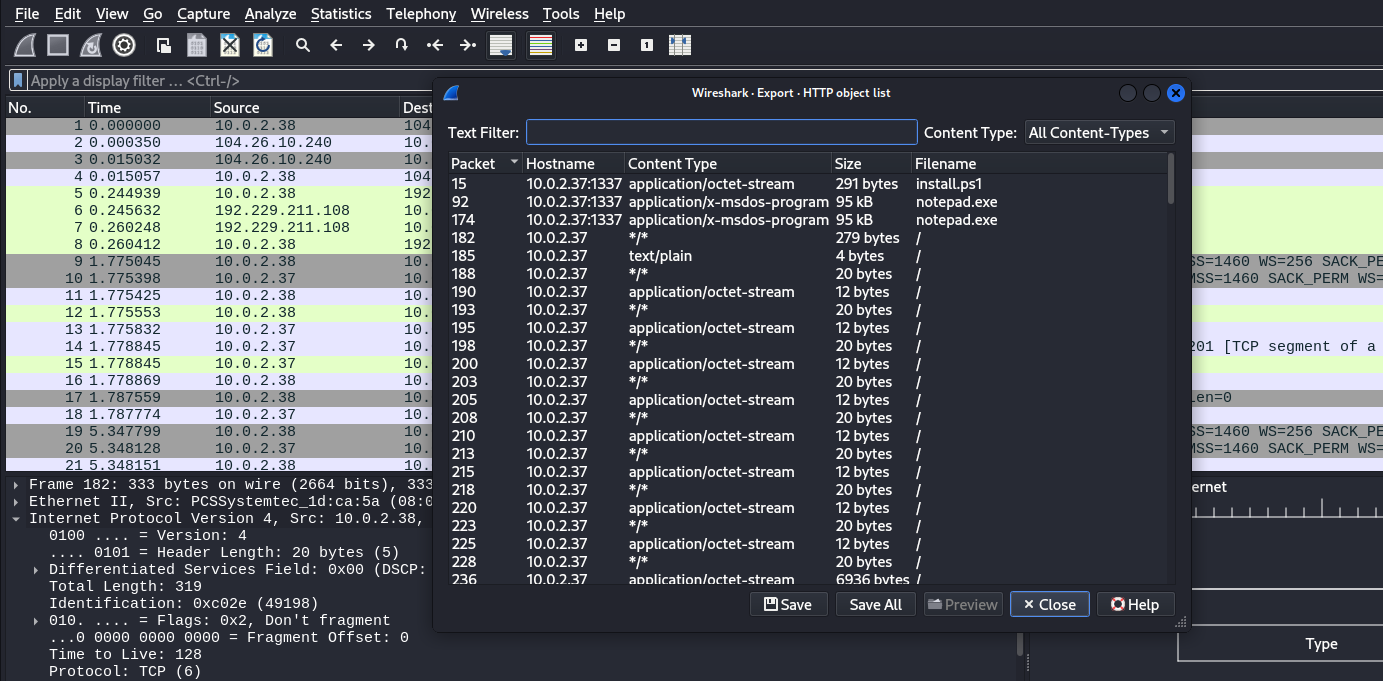 File Edit View Go Capture Analyze Statistics Telephony Wireless Tools Help
Apply a display filter … <Ctrl-/>
No. Time Source Dest
1 0.000000 10.0.2.38 104
2 0.000350 104.26.10.240 10.
3 0.015032 104.26.10.240 10.
4 0.015057 10.0.2.38 104
5 0.244939 10.0.2.38 192
6 0.245632 192.229.211.108 10.
7 0.260248 192.229.211.108 10.
8 0.260412 10.0.2.38 192
9 1.775045 10.0.2.38 10. SS=1460 WS=256 SACK_PE
10 1.775398 10.0.2.37 10. MSS=1460 SACK_PERM WS=
11 1.775425 10.0.2.38 10.
12 1.775553 10.0.2.38 10.
13 1.775832 10.0.2.37 10.
14 1.778845 10.0.2.37 10. 201 [TCP segment of a
15 1.778845 10.0.2.37 10.
16 1.778869 10.0.2.38 10.
17 1.787559 10.0.2.38 10. Len=0
18 1.787774 10.0.2.37 10.
19 5.347799 10.0.2.38 10. SS=1460 WS=256 SACK_PE
20 5.348128 10.0.2.37 10. MSS=1460 SACK_PERM WS=
21 5.348151 10.0.2.38 10.
Frame 182: 333 bytes on wire (2664 bits), 333
Ethernet II, Src: PCSSystemtec_1d:ca:5a (08:0
Internet Protocol Version 4, Src: 10.0.2.38,
0100 .... = Version: 4
.... 0101 = Header Length: 20 bytes (5)
Differentiated Services Field: 0x00 (DSCP:
Total Length: 319
Identification: 0xc02e (49198)
010. .... = Flags: 0x2, Don't fragment
...0 0000 0000 0000 = Fragment Offset: 0
Time to Live: 128
Protocol: TCP (6)
Wireshark · Export · HTTP object list
Text Filter: Content Type: All Content-Types
Packet Hostname Content Type Size Filename
15 10.0.2.37:1337 application/octet-stream 291 bytes install.ps1
92 10.0.2.37:1337 application/x-msdos-program 95 kB notepad.exe
174 10.0.2.37:1337 application/x-msdos-program 95 kB notepad.exe
182 10.0.2.37 */* 279 bytes /
185 10.0.2.37 text/plain 4 bytes /
188 10.0.2.37 */* 20 bytes /
190 10.0.2.37 application/octet-stream 12 bytes /
193 10.0.2.37 */* 20 bytes /
195 10.0.2.37 application/octet-stream 12 bytes /
198 10.0.2.37 */* 20 bytes /
200 10.0.2.37 application/octet-stream 12 bytes /
203 10.0.2.37 */* 20 bytes /
205 10.0.2.37 application/octet-stream 12 bytes /
208 10.0.2.37 */* 20 bytes /
210 10.0.2.37 application/octet-stream 12 bytes /
213 10.0.2.37 */* 20 bytes /
215 10.0.2.37 application/octet-stream 12 bytes /
218 10.0.2.37 */* 20 bytes /
220 10.0.2.37 application/octet-stream 12 bytes /
223 10.0.2.37 */* 20 bytes /
225 10.0.2.37 application/octet-stream 12 bytes /
228 10.0.2.37 */* 20 bytes /
236 10.0.2.37 application/octet-stream 6936 bytes /
Save Save All Preview Close Help
ernet
Type